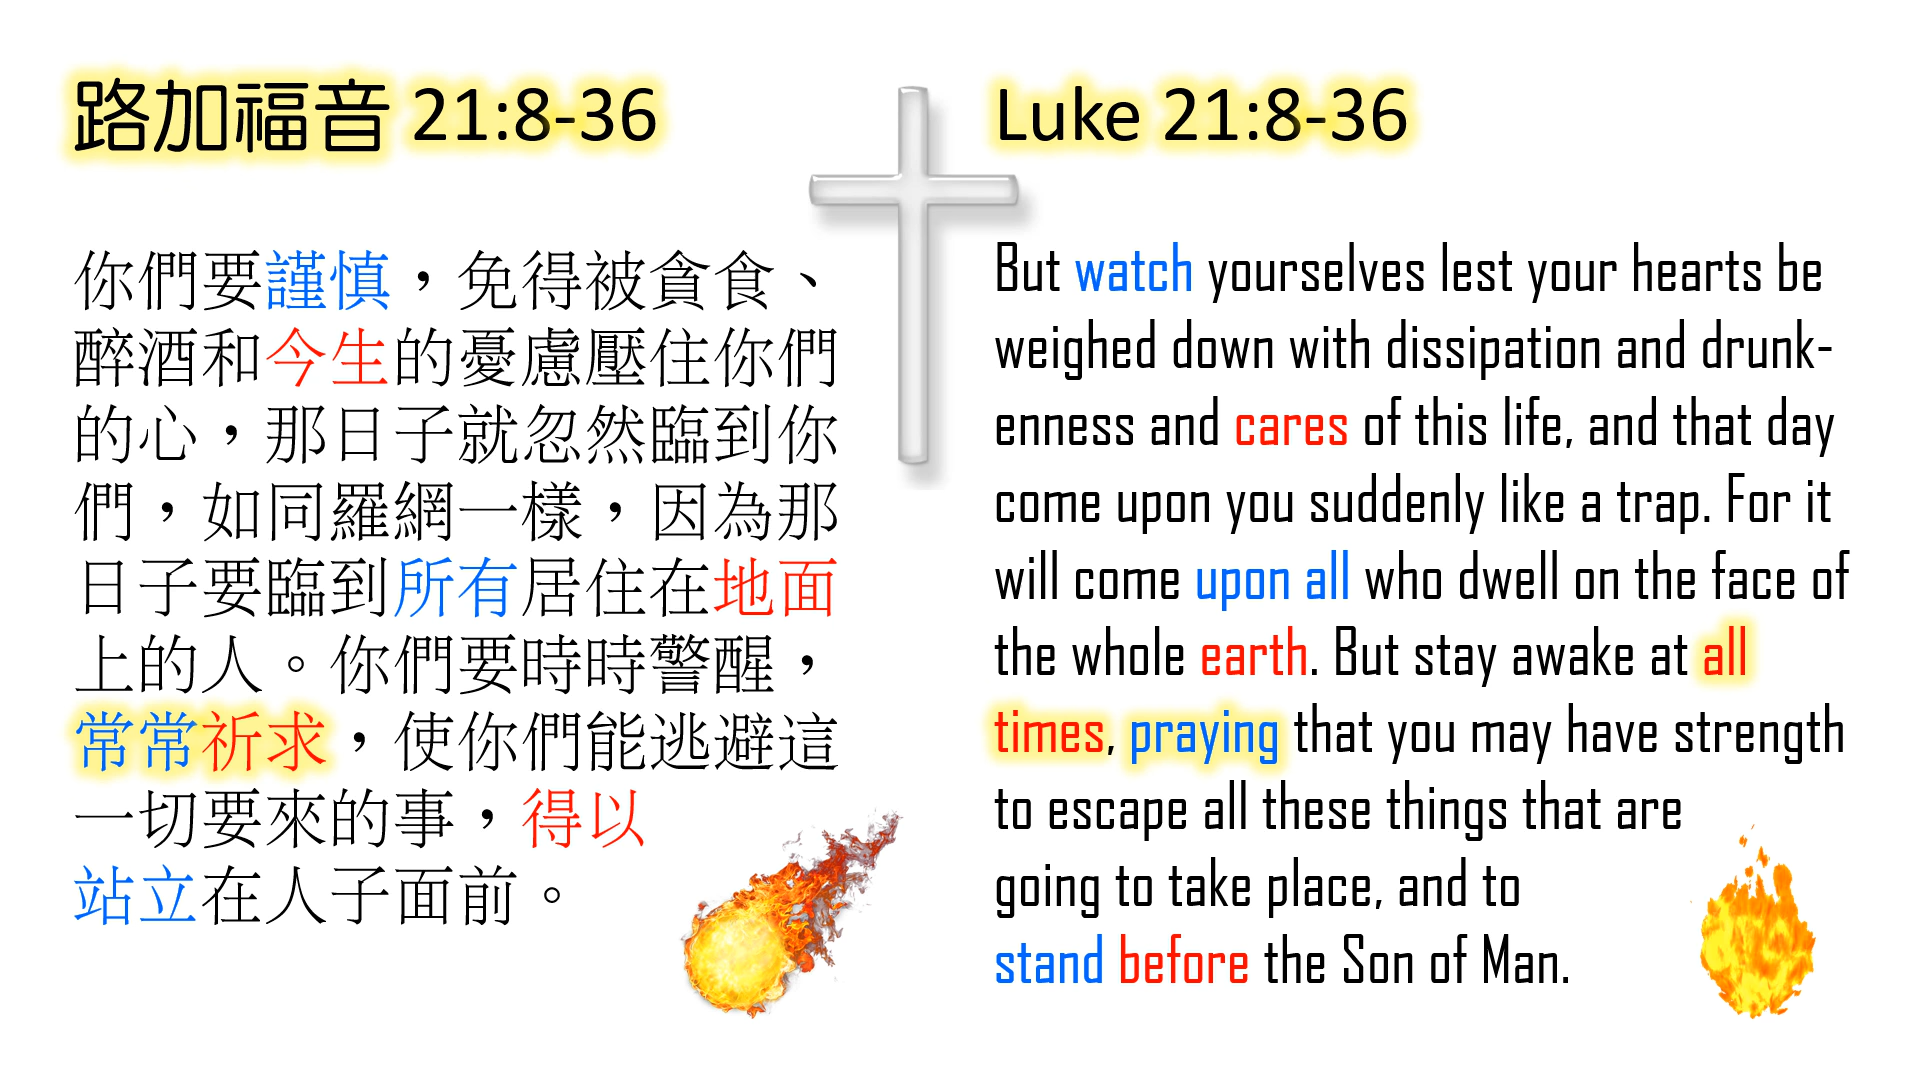 路加福音 21:8-36
你們要謹慎，免得被貪食、
醉酒和今生的憂慮壓住你們
的心，那日子就忽然臨到你
們，如同羅網一樣，因為那
日子要臨到所有居住在地面
上的人。你們要時時警醒，
常常祈求，使你們能逃避這
一切要來的事，得以
站立在人子面前。
Luke 21:8-36
But watch yourselves lest your hearts be
weighed down with dissipation and drunk-
enness and cares of this life, and that day
come upon you suddenly like a trap. For it
will come upon all who dwell on the face of
the whole earth. But stay awake at all
times, praying that you may have strength
to escape all these things that are
going to take place, and to
stand before the Son of Man.